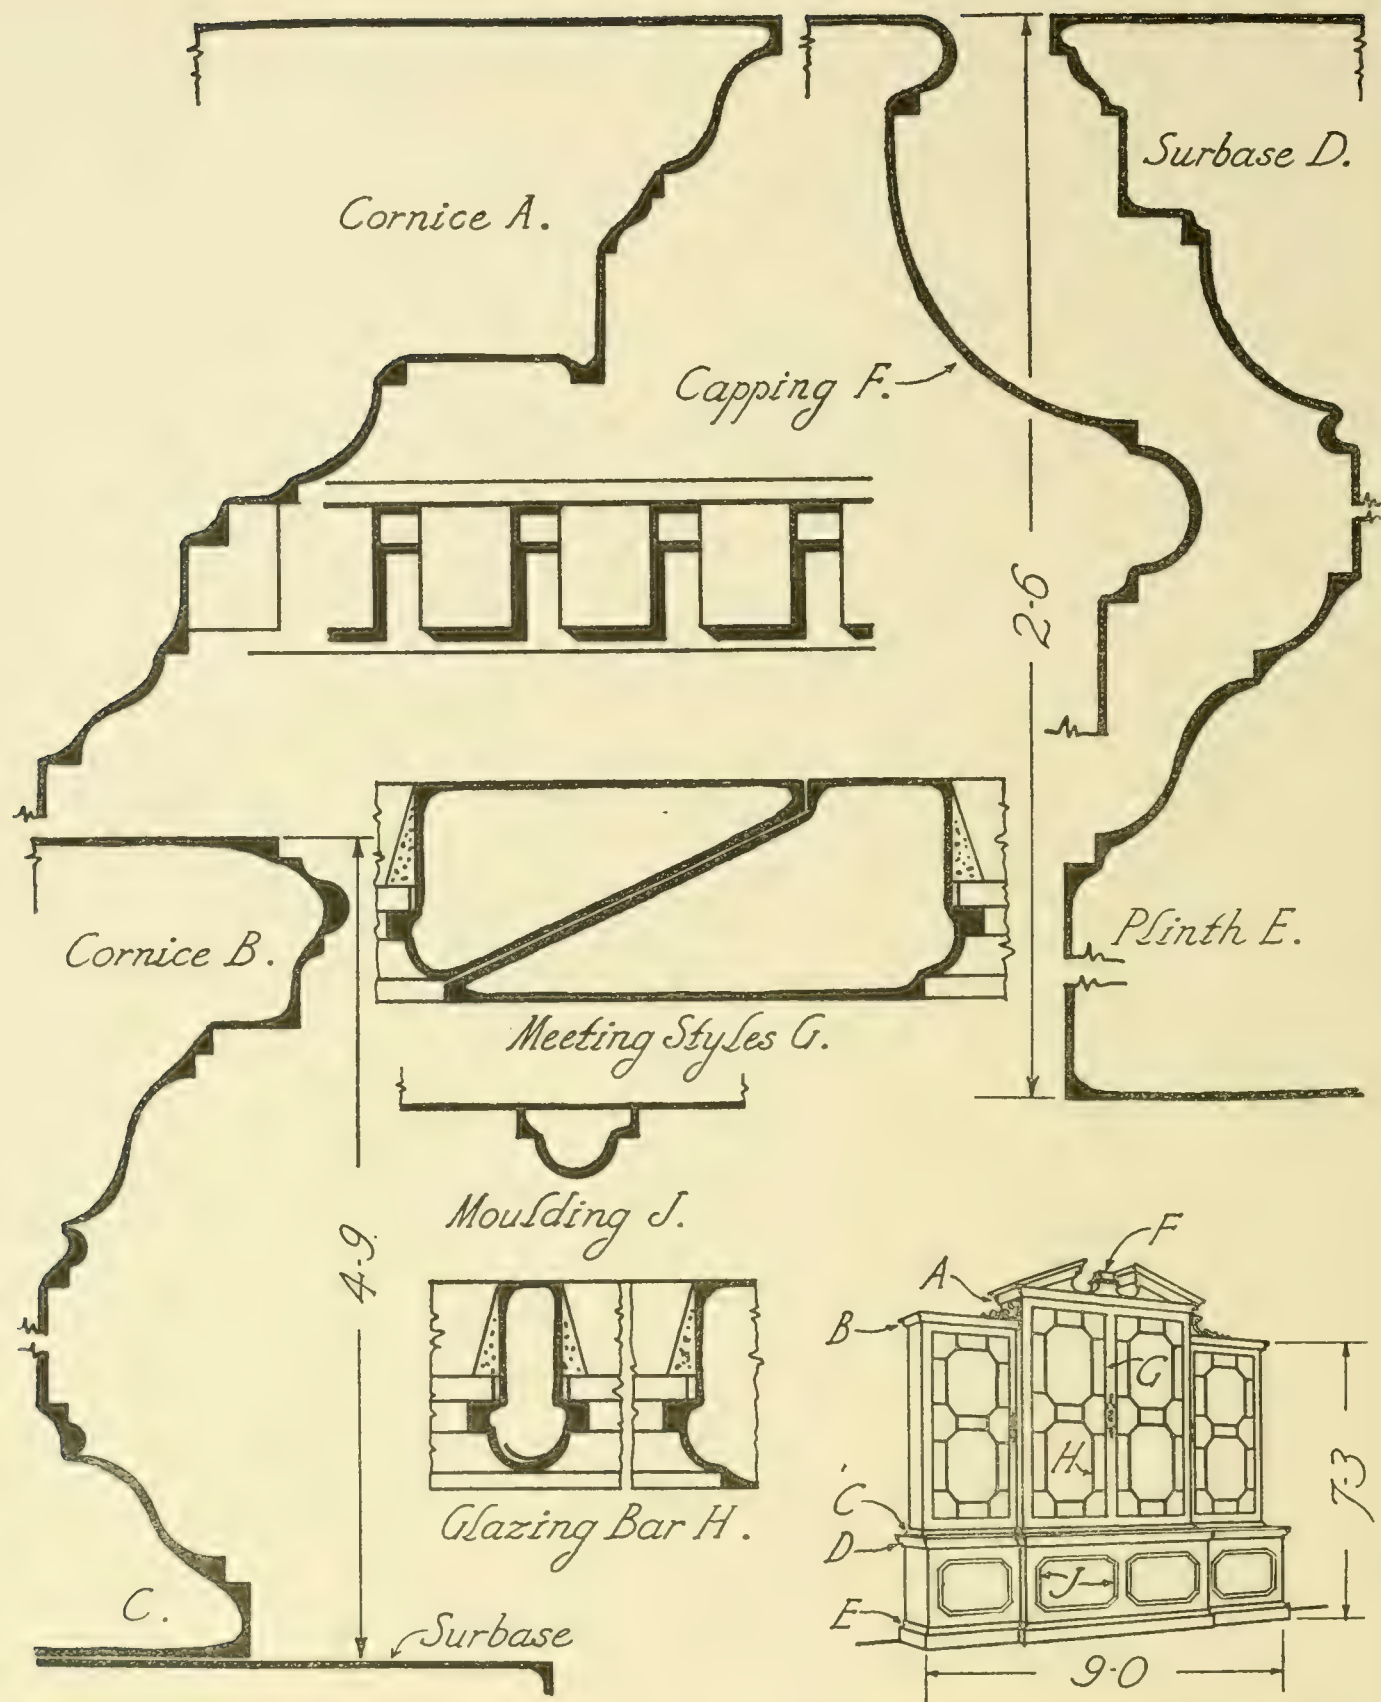 Surbase D.
Cornice A.
Capping F.
2-6
Cornice B.
Plinth E.
Meeting Styles G.
Moulding J.
4-9.
Glazing Bar H.
C.
Surbase
F
A
B
G
H
7-3
C
D
J
E
9-0